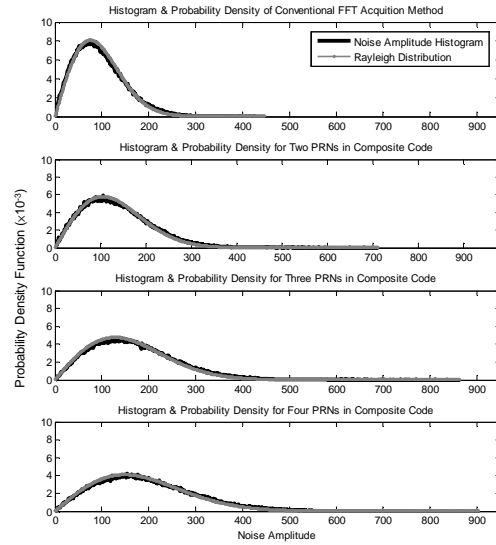 Histogram & Probability Density of Conventional FFT Acquition Method
10
8
6
4
2
0
Noise Amplitude Histogram
Rayleigh Distribution
0 100 200 300 400 500 600 700 800 900
Histogram & Probability Density for Two PRNs in Composite Code
10
8
6
4
2
0
0 100 200 300 400 500 600 700 800 900
Histogram & Probability Density for Three PRNs in Composite Code
10
8
6
4
2
0
0 100 200 300 400 500 600 700 800 900
Histogram & Probability Density for Four PRNs in Composite Code
10
8
6
4
2
0
0 100 200 300 400 500 600 700 800 900
Noise Amplitude
Probability Density Function (×10-3)